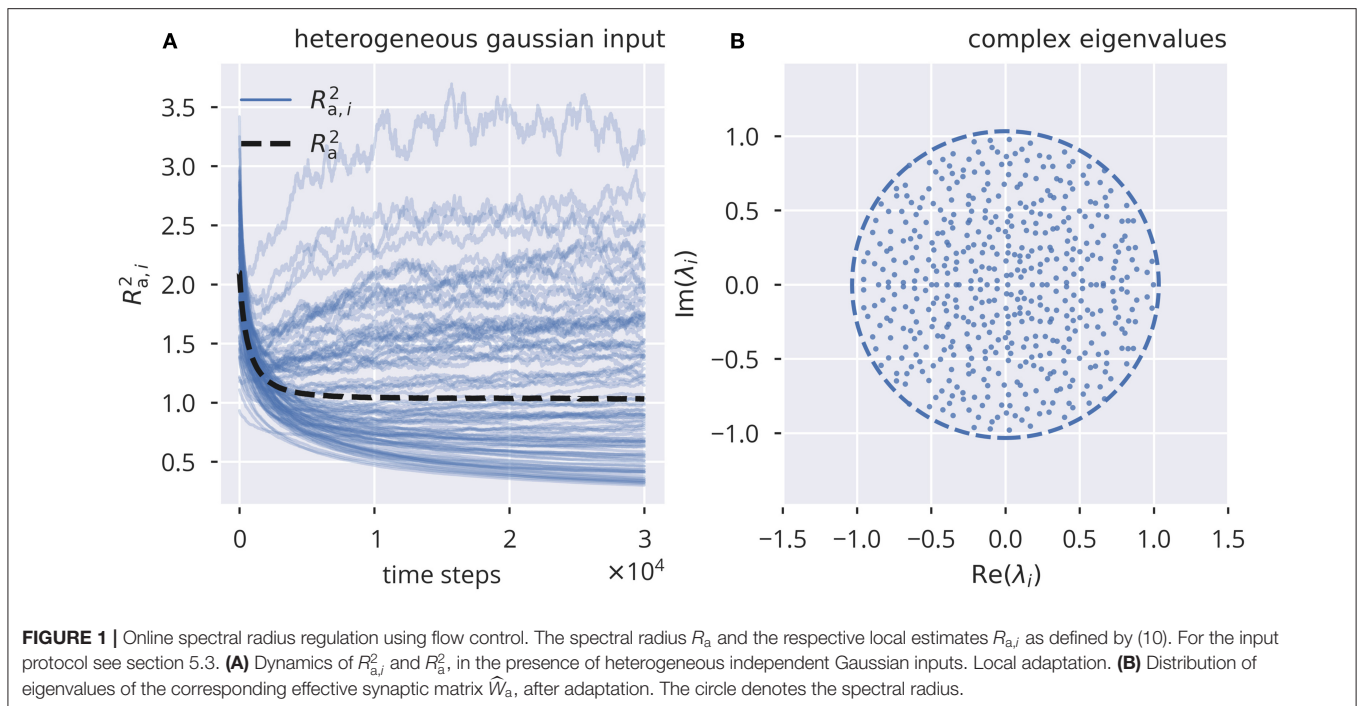 A heterogeneous gaussian input
R²ₐ,ᵢ
R²ₐ
3.5
3.0
2.5
2.0
1.5
1.0
0.5
R²ₐ,ᵢ
0 1 2 3
×10⁴
time steps
B complex eigenvalues
1.0
0.5
0.0
−0.5
−1.0
Im(λᵢ)
−1.5 −1.0 −0.5 0.0 0.5 1.0 1.5
Re(λᵢ)
FIGURE 1 | Online spectral radius regulation using flow control. The spectral radius Rₐ and the respective local estimates Rₐ,ᵢ as defined by (10). For the input
protocol see section 5.3. (A) Dynamics of R²ₐ,ᵢ and R²ₐ, in the presence of heterogeneous independent Gaussian inputs. Local adaptation. (B) Distribution of
eigenvalues of the corresponding effective synaptic matrix Ŵₐ, after adaptation. The circle denotes the spectral radius.